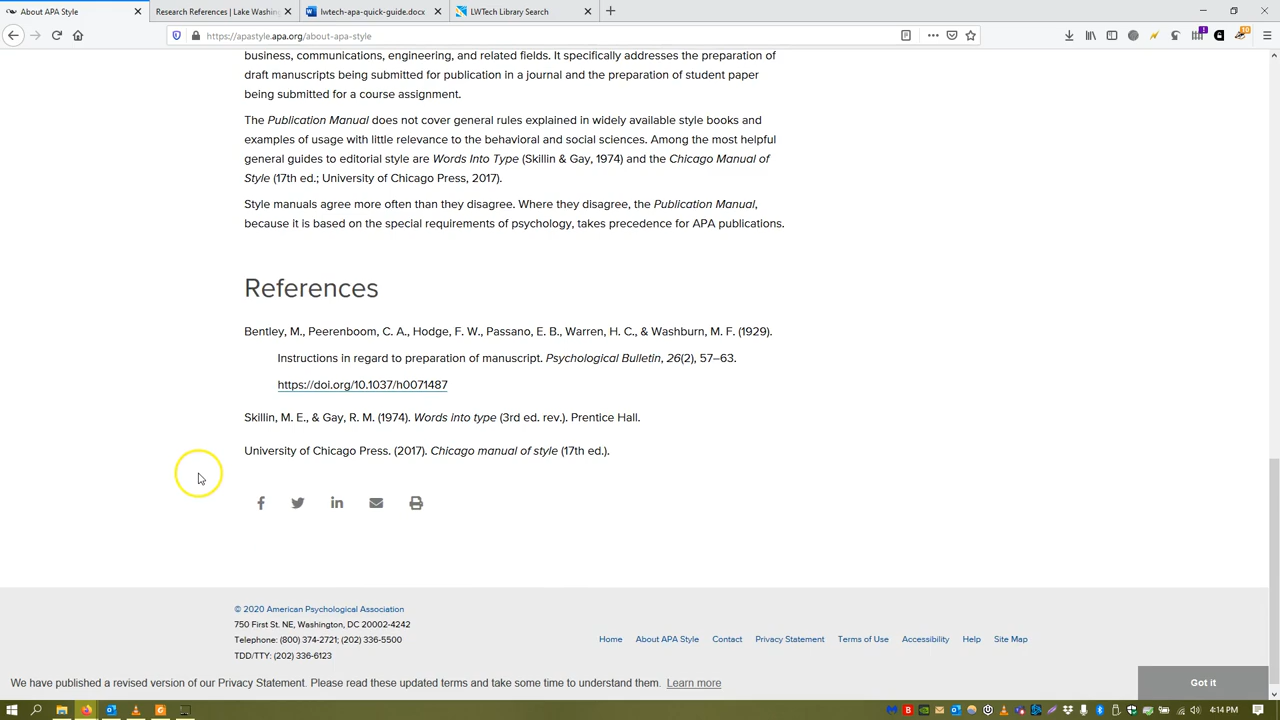 About APA Style
Research References | Lake Washin
lwtech-apa-quick-guide.docx
LWTech Library Search
https://apastyle.apa.org/about-apa-style
business, communications, engineering, and related fields. It specifically addresses the preparation of
draft manuscripts being submitted for publication in a journal and the preparation of student paper
being submitted for a course assignment.
The Publication Manual does not cover general rules explained in widely available style books and
examples of usage with little relevance to the behavioral and social sciences. Among the most helpful
general guides to editorial style are Words Into Type (Skillin & Gay, 1974) and the Chicago Manual of
Style (17th ed.; University of Chicago Press, 2017).
Style manuals agree more often than they disagree. Where they disagree, the Publication Manual,
because it is based on the special requirements of psychology, takes precedence for APA publications.
References
Bentley, M., Peerenboom, C. A., Hodge, F. W., Passano, E. B., Warren, H. C., & Washburn, M. F. (1929).
Instructions in regard to preparation of manuscript. Psychological Bulletin, 26(2), 57–63.
https://doi.org/10.1037/h0071487
Skillin, M. E., & Gay, R. M. (1974). Words into type (3rd ed. rev.). Prentice Hall.
University of Chicago Press. (2017). Chicago manual of style (17th ed.).
© 2020 American Psychological Association
750 First St. NE, Washington, DC 20002-4242
Telephone: (800) 374-2721; (202) 336-5500
TDD/TTY: (202) 336-6123
Home About APA Style Contact Privacy Statement Terms of Use Accessibility Help Site Map
We have published a revised version of our Privacy Statement. Please read these updated terms and take some time to understand them. Learn more
Got it
4:14 PM